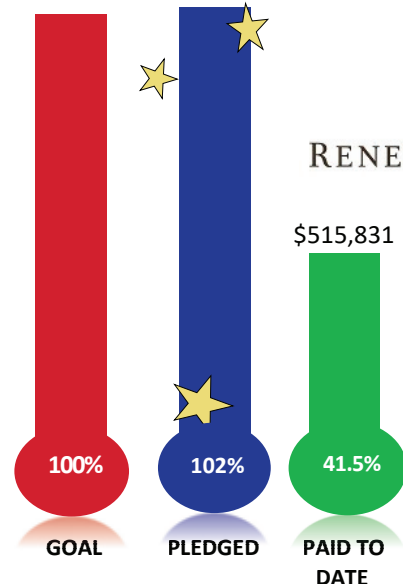 RENE
$515,831
100%
102%
41.5%
GOAL
PLEDGED
PAID TO
DATE